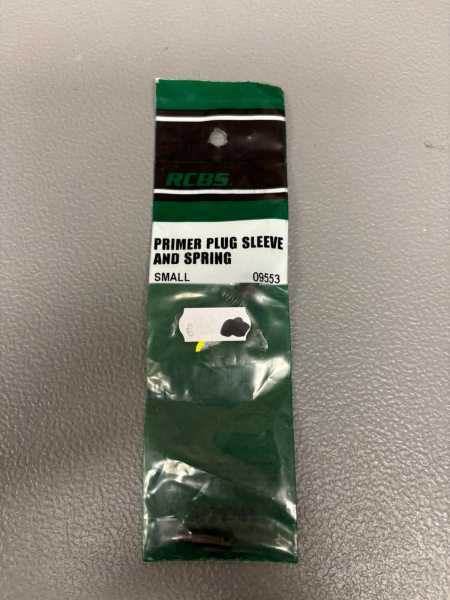 RCBS
PRIMER PLUG SLEEVE
AND SPRING
SMALL 09553